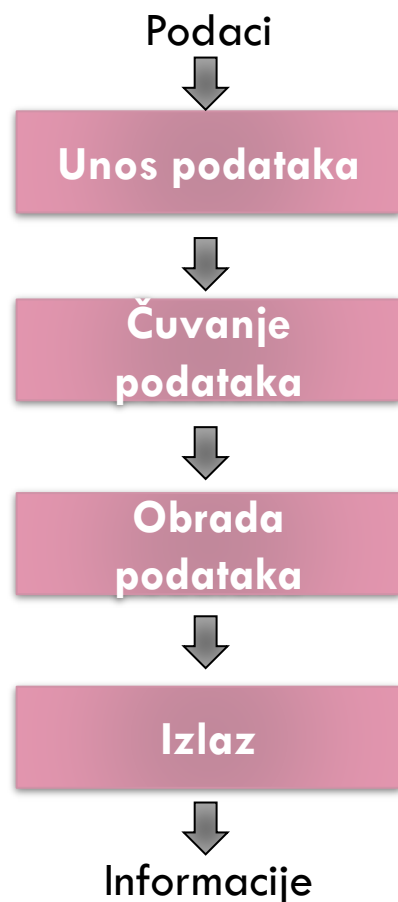 Podaci
Unos podataka
Čuvanje
podataka
Obrada
podataka
Izlaz
Informacije